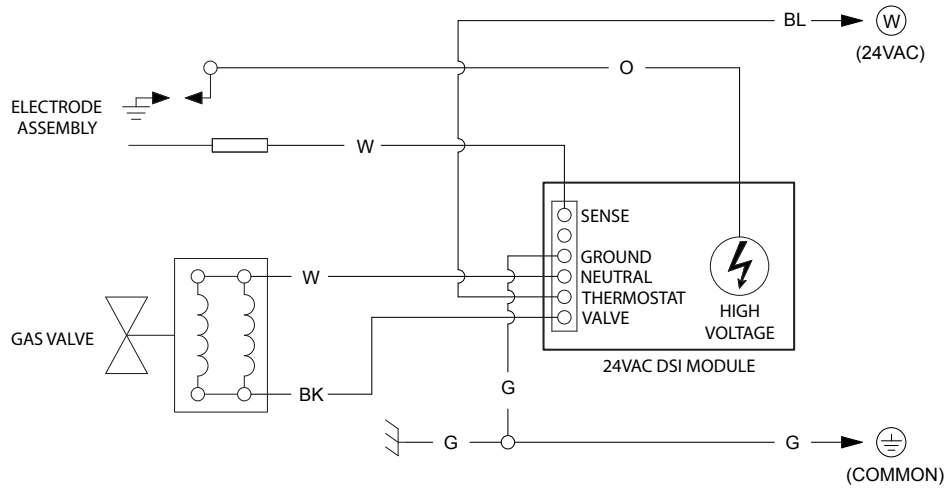 BL
W
(24VAC)
O
ELECTRODE
ASSEMBLY
W
SENSE
GROUND
NEUTRAL
THERMOSTAT
VALVE
HIGH
VOLTAGE
24VAC DSI MODULE
W
GAS VALVE
BK
G
G
G
(COMMON)